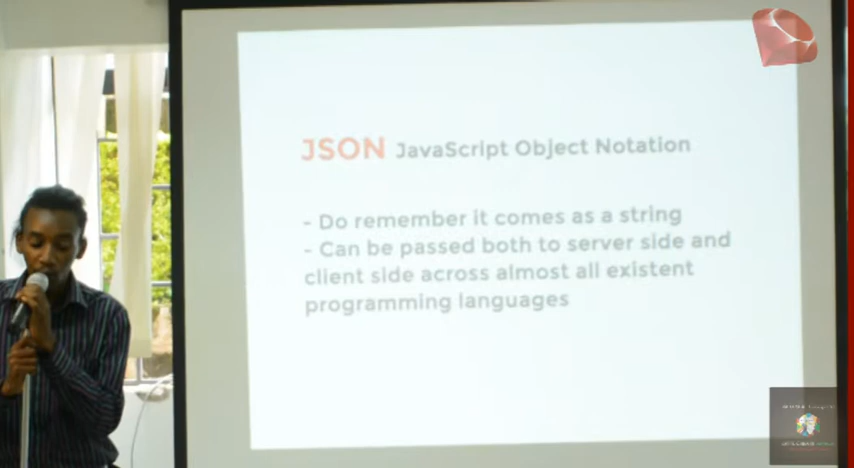 JSON JavaScript Object Notation
- Do remember it comes as a string
- Can be passed both to server side and
client side across almost all existent
programming languages